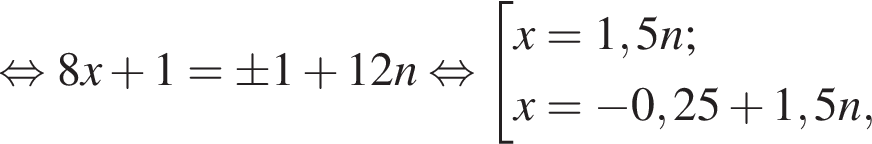 ⇔ 8x + 1 = ±1 + 12n ⇔ [ x = 1,5n;
x = −0,25 + 1,5n,